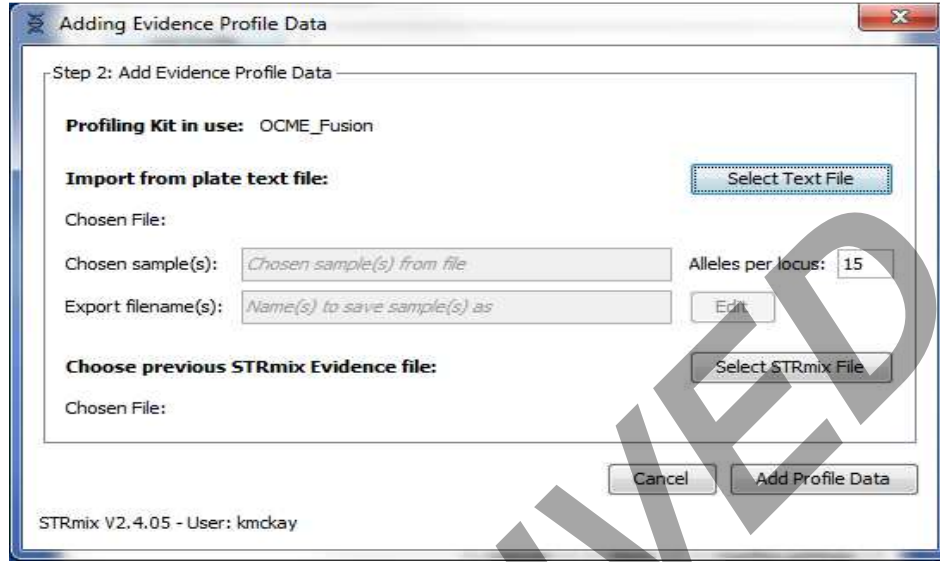 Adding Evidence Profile Data
Step 2: Add Evidence Profile Data
Profiling Kit in use: OCME_Fusion
Import from plate text file: Select Text File
Chosen File:
Chosen sample(s): Chosen sample(s) from file Alleles per locus: 15
Export filename(s): Name(s) to save sample(s) as Edit
Choose previous STRmix Evidence file: Select STRmix File
Chosen File:
Cancel Add Profile Data
STRmix V2.4.05 - User: kmckay
VED